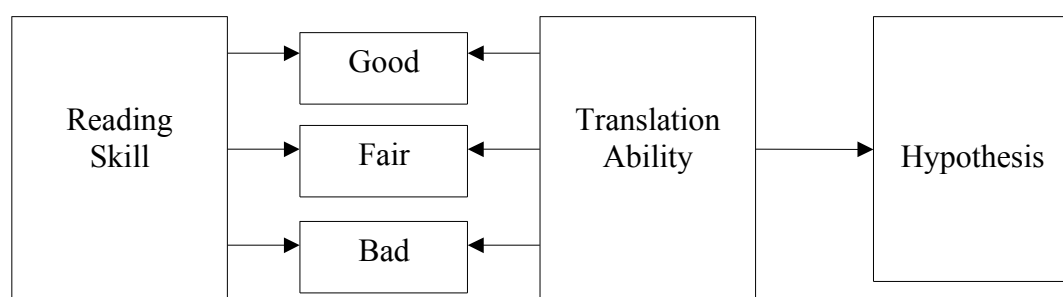 Reading
Skill
Good
Fair
Bad
Translation
Ability
Hypothesis